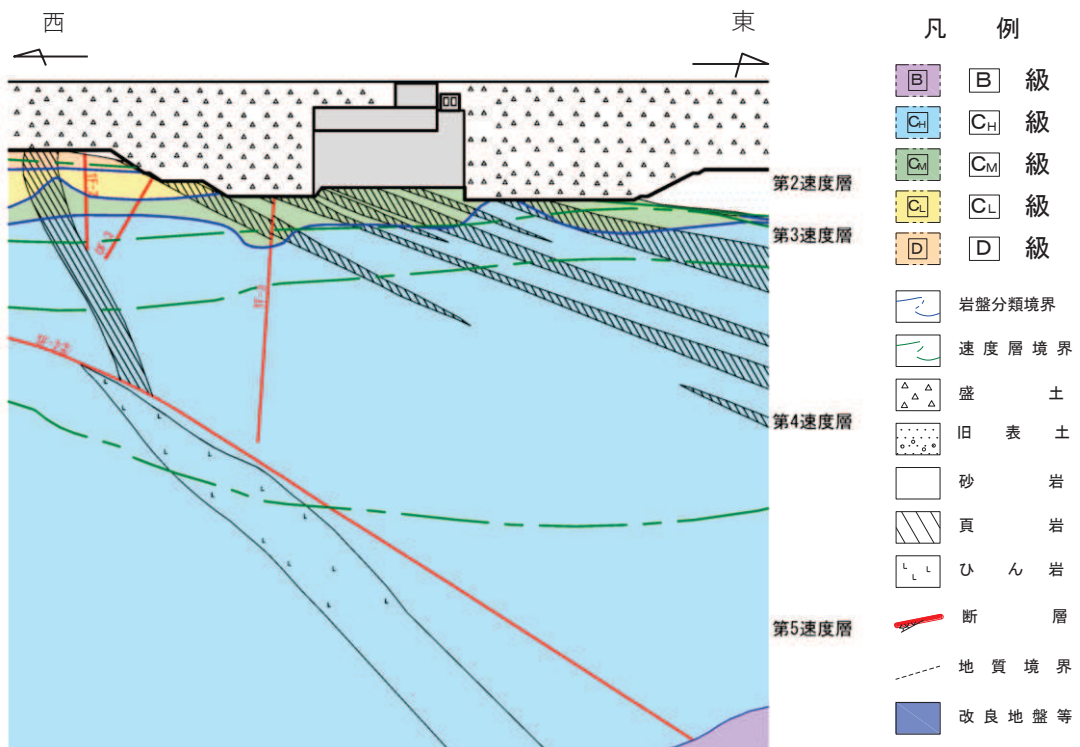 西
東
凡 例
B B 級
CH CH 級
CM CM 級
CL CL 級
D D 級
岩盤分類境界
速度層境界
盛土
旧表土
砂岩
頁岩
ひん岩
断層
地質境界
改良地盤等
第2速度層
第3速度層
第4速度層
第5速度層